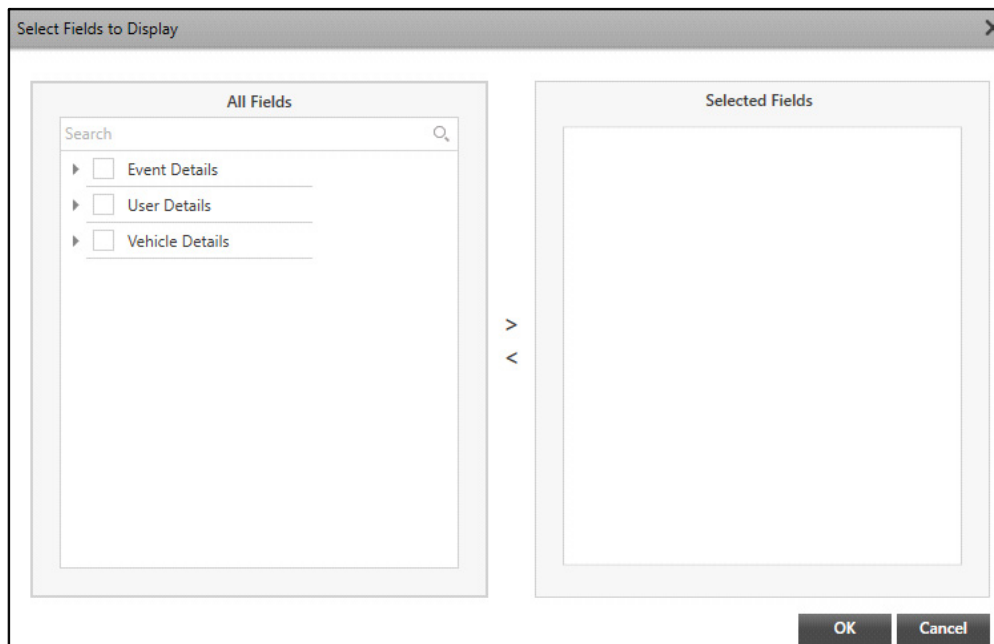 Select Fields to Display
All Fields
Search
Event Details
User Details
Vehicle Details
>
<
Selected Fields
OK
Cancel